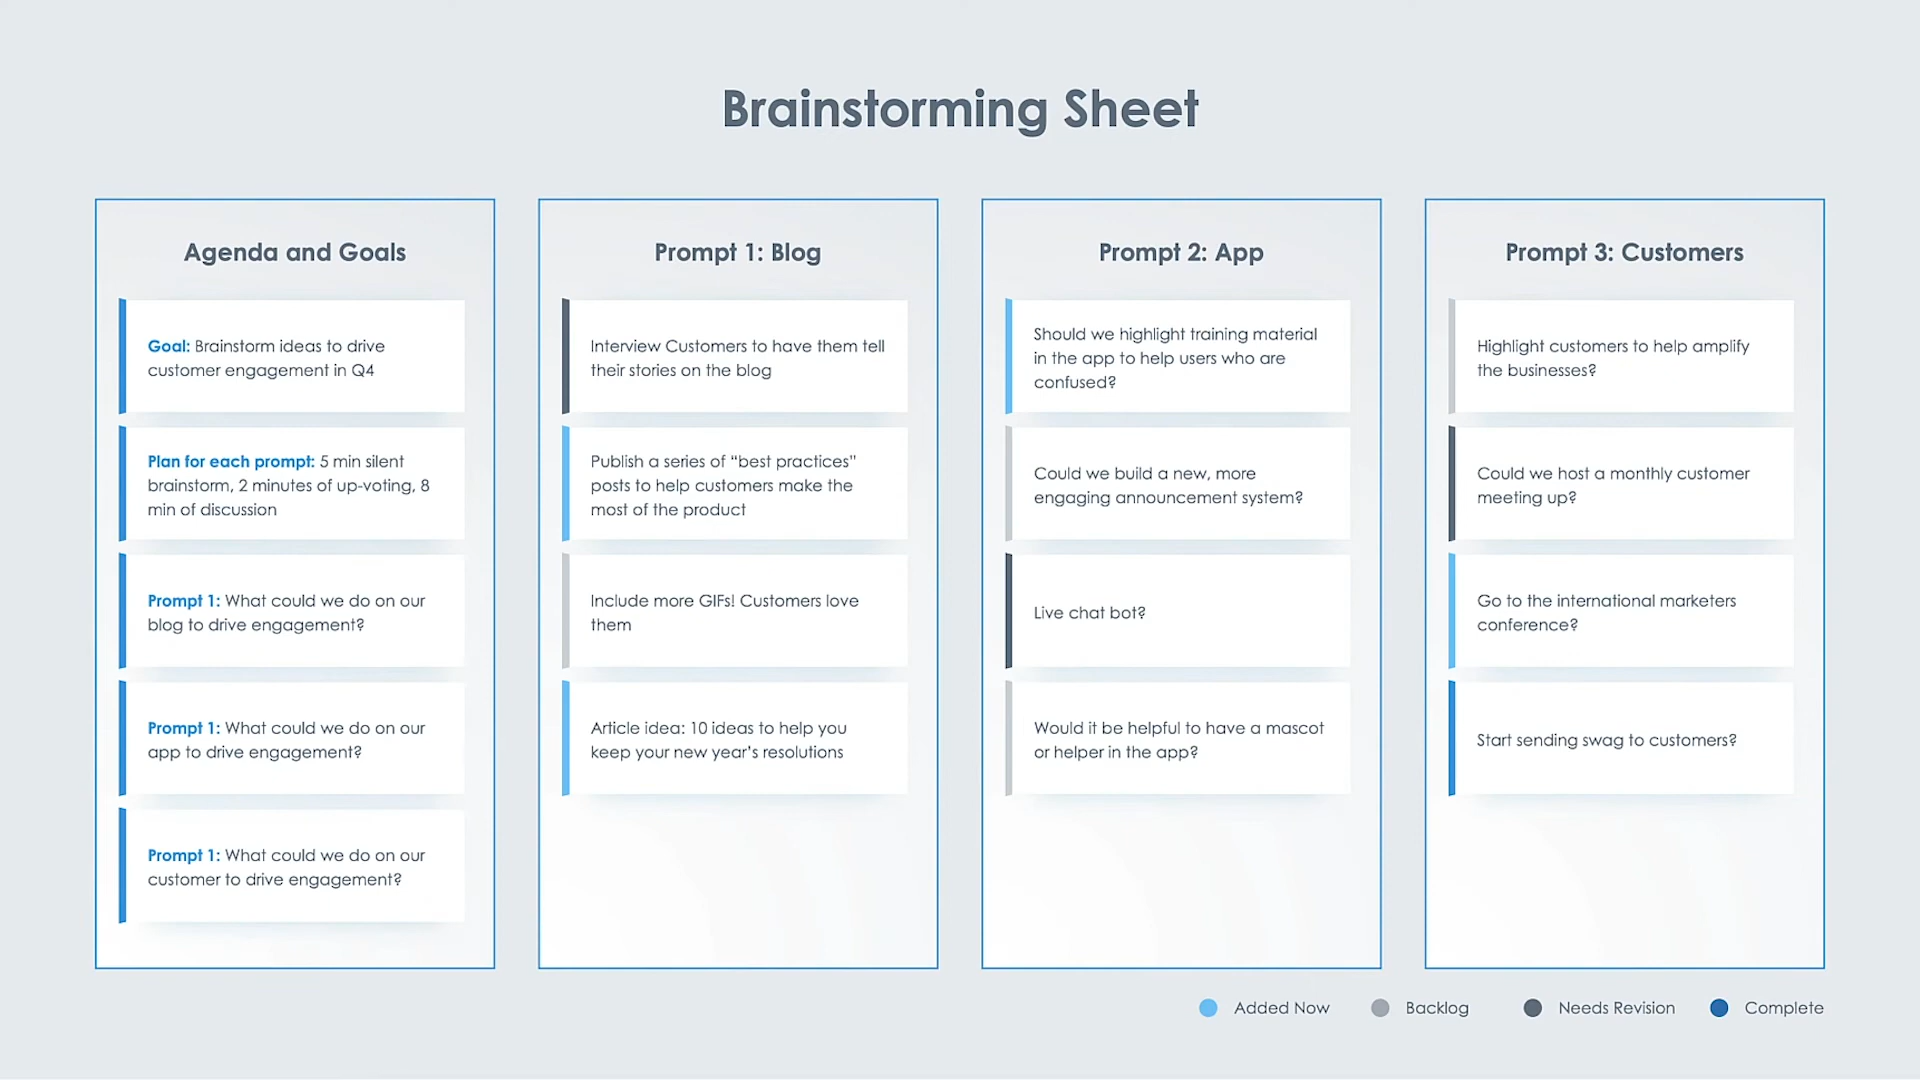 Brainstorming Sheet
Agenda and Goals
Goal: Brainstorm ideas to drive
customer engagement in Q4
Plan for each prompt: 5 min silent
brainstorm, 2 minutes of up-voting, 8
min of discussion
Prompt 1: What could we do on our
blog to drive engagement?
Prompt 1: What could we do on our
app to drive engagement?
Prompt 1: What could we do on our
customer to drive engagement?
Prompt 1: Blog
Interview Customers to have them tell
their stories on the blog
Publish a series of “best practices”
posts to help customers make the
most of the product
Include more GIFs! Customers love
them
Article idea: 10 ideas to help you
keep your new year’s resolutions
Prompt 2: App
Should we highlight training material
in the app to help users who are
confused?
Could we build a new, more
engaging announcement system?
Live chat bot?
Would it be helpful to have a mascot
or helper in the app?
Prompt 3: Customers
Highlight customers to help amplify
the businesses?
Could we host a monthly customer
meeting up?
Go to the international marketers
conference?
Start sending swag to customers?
Added Now
Backlog
Needs Revision
Complete